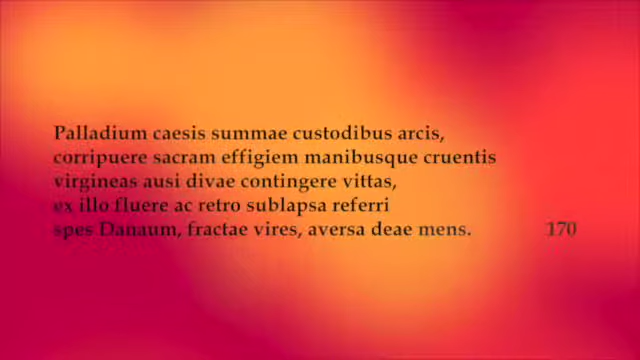 Palladium caesis summae custodibus arcis,
corripuere sacram effigiem manibusque cruentis
virgineas ausi divae contingere vittas,
ex illo fluere ac retro sublapsa referri
spes Danaum, fractae vires, aversa deae mens. 170